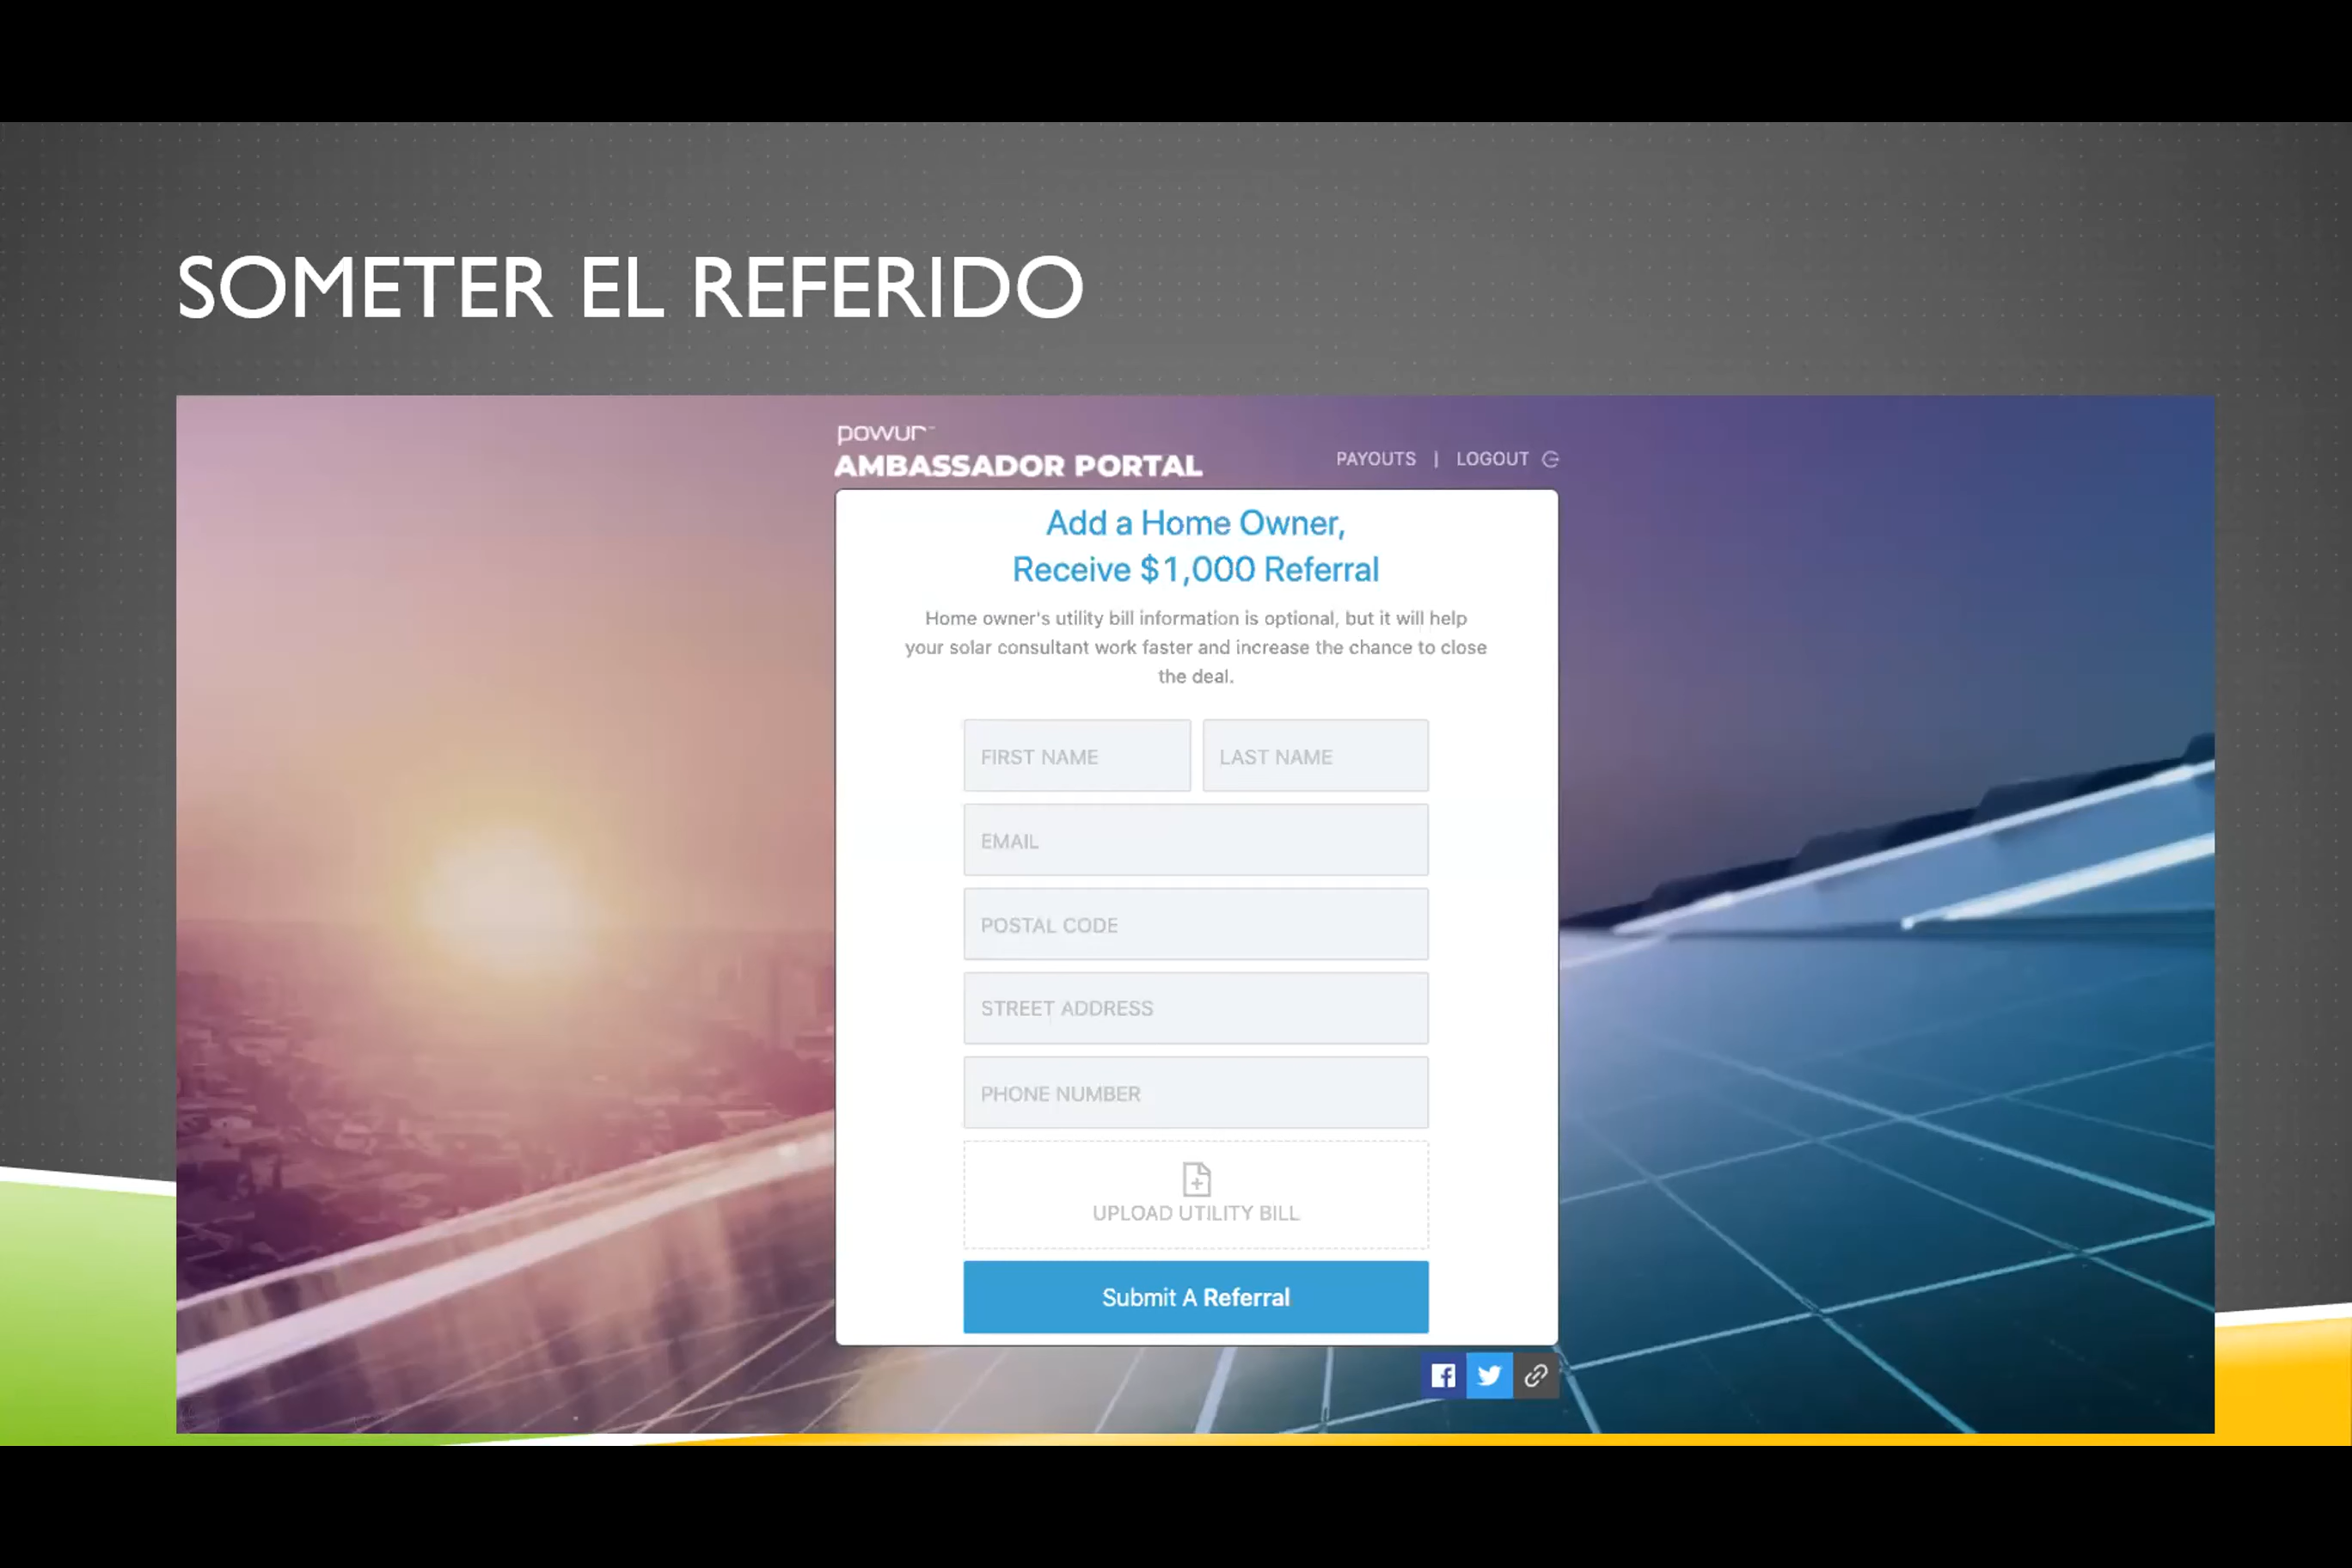 SOMETER EL REFERIDO
powur™
AMBASSADOR PORTAL
PAYOUTS | LOGOUT
Add a Home Owner,
Receive $1,000 Referral
Home owner's utility bill information is optional, but it will help
your solar consultant work faster and increase the chance to close
the deal.
FIRST NAME
LAST NAME
EMAIL
POSTAL CODE
STREET ADDRESS
PHONE NUMBER
UPLOAD UTILITY BILL
Submit A Referral